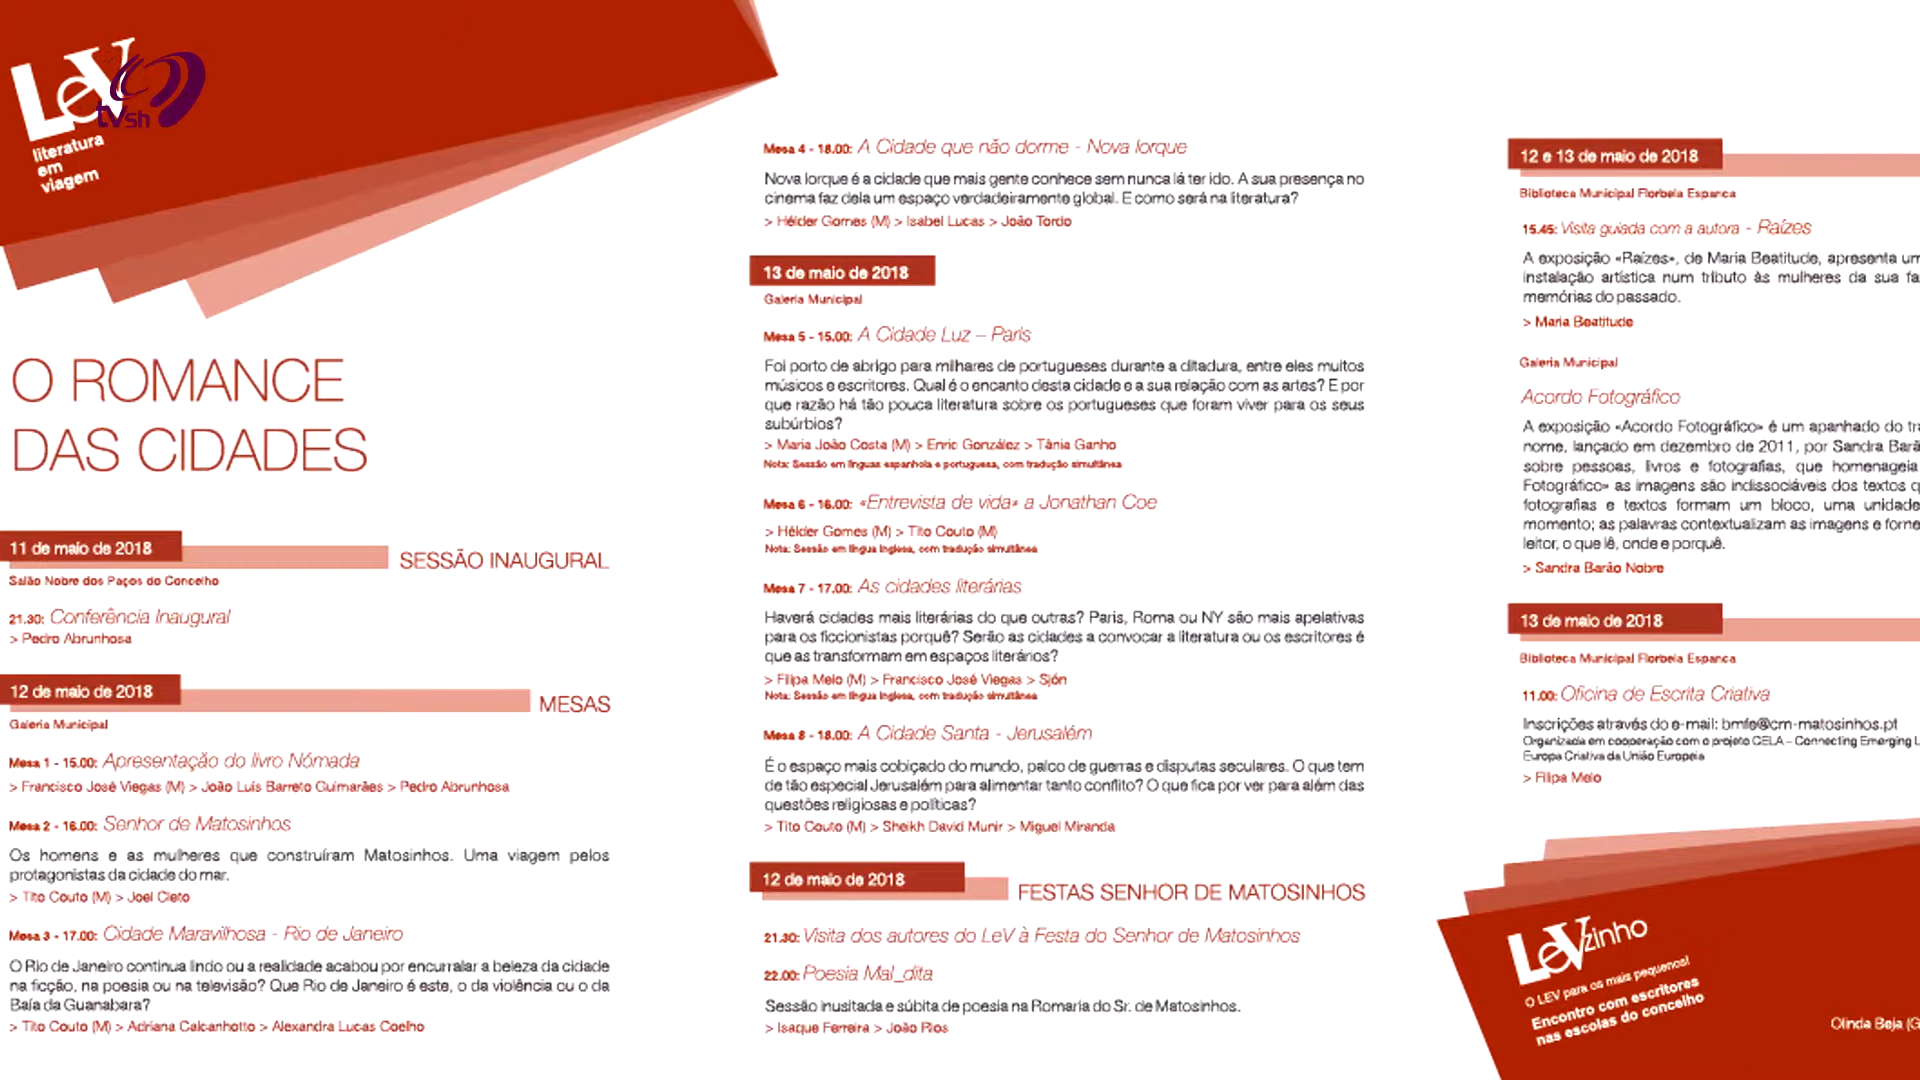 LeV
tvsh
literatura
em
viagem
O ROMANCE
DAS CIDADES
11 de maio de 2018
SESSÃO INAUGURAL
Salão Nobre dos Paços do Concelho
21.30: Conferência Inaugural
> Pedro Abrunhosa
12 de maio de 2018
MESAS
Galeria Municipal
Mesa 1 - 15.00: Apresentação do livro Nómada
> Francisco José Viegas (M) > João Luís Barreto Guimarães > Pedro Abrunhosa
Mesa 2 - 16.00: Senhor de Matosinhos
Os homens e as mulheres que construíram Matosinhos. Uma viagem pelos
protagonistas da cidade do mar.
> Tito Couto (M) > Joel Cleto
Mesa 3 - 17.00: Cidade Maravilhosa - Rio de Janeiro
O Rio de Janeiro continua lindo ou a realidade acabou por encurralar a beleza da cidade
na ficção, na poesia ou na televisão? Que Rio de Janeiro é este, o da violência ou o da
Baía da Guanabara?
> Tito Couto (M) > Adriana Calcanhotto > Alexandra Lucas Coelho
Mesa 4 - 18.00: A Cidade que não dorme - Nova Iorque
Nova Iorque é a cidade que mais gente conhece sem nunca lá ter ido. A sua presença no
cinema faz dela um espaço verdadeiramente global. E como será na literatura?
> Hélder Gomes (M) > Isabel Lucas > João Tordo
13 de maio de 2018
Galeria Municipal
Mesa 5 - 15.00: A Cidade Luz – Paris
Foi porto de abrigo para milhares de portugueses durante a ditadura, entre eles muitos
músicos e escritores. Qual é o encanto desta cidade e a sua relação com as artes? E por
que razão há tão pouca literatura sobre os portugueses que foram viver para os seus
subúrbios?
> Maria João Costa (M) > Enric González > Tânia Ganho
Nota: Sessão em línguas espanhola e portuguesa, com tradução simultânea
Mesa 6 - 16.00: «Entrevista de vida» a Jonathan Coe
> Hélder Gomes (M) > Tito Couto (M)
Nota: Sessão em língua inglesa, com tradução simultânea
Mesa 7 - 17.00: As cidades literárias
Haverá cidades mais literárias do que outras? Paris, Roma ou NY são mais apelativas
para os ficcionistas porquê? Serão as cidades a convocar a literatura ou os escritores é
que as transformam em espaços literários?
> Filipa Melo (M) > Francisco José Viegas > Sjón
Nota: Sessão em língua inglesa, com tradução simultânea
Mesa 8 - 18.00: A Cidade Santa - Jerusalém
É o espaço mais cobiçado do mundo, palco de guerras e disputas seculares. O que tem
de tão especial Jerusalém para alimentar tanto conflito? O que fica por ver para além das
questões religiosas e políticas?
> Tito Couto (M) > Sheikh David Munir > Miguel Miranda
12 de maio de 2018
FESTAS SENHOR DE MATOSINHOS
21.30: Visita dos autores do LeV à Festa do Senhor de Matosinhos
22.00: Poesia Mal_dita
Sessão inusitada e súbita de poesia na Romaria do Sr. de Matosinhos.
> Isaque Ferreira > João Rios
12 e 13 de maio de 2018
Biblioteca Municipal Florbela Espanca
15.45: Visita guiada com a autora - Raízes
A exposição «Raízes», de Maria Beatitude, apresenta um
instalação artística num tributo às mulheres da sua fa
memórias do passado.
> Maria Beatitude
Galeria Municipal
Acordo Fotográfico
A exposição «Acordo Fotográfico» é um apanhado do tr
nome, lançado em dezembro de 2011, por Sandra Barã
sobre pessoas, livros e fotografias, que homenageia
Fotográfico» as imagens são indissociáveis dos textos q
fotografias e textos formam um bloco, uma unidade
momento; as palavras contextualizam as imagens e forne
leitor, o que lê, onde e porquê.
> Sandra Barão Nobre
13 de maio de 2018
Biblioteca Municipal Florbela Espanca
11.00: Oficina de Escrita Criativa
Inscrições através do e-mail: bmfe@cm-matosinhos.pt
Organizada em cooperação com o projeto CELA – Connecting Emerging L
Europa Criativa da União Europeia
> Filipa Melo
LeVzinho
O LEV para os mais pequenos!
Encontro com escritores
nas escolas do concelho
Olinda Beja (G